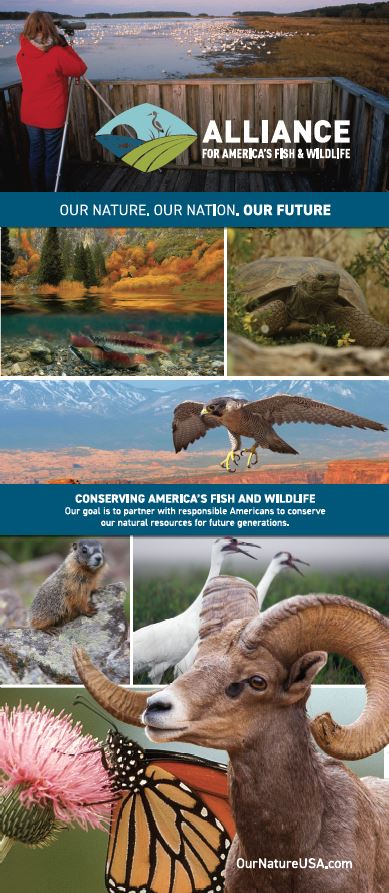 ALLIANCE
FOR AMERICA'S FISH & WILDLIFE
OUR NATURE. OUR NATION. OUR FUTURE
CONSERVING AMERICA'S FISH AND WILDLIFE
Our goal is to partner with responsible Americans to conserve
our natural resources for future generations.
OurNatureUSA.com